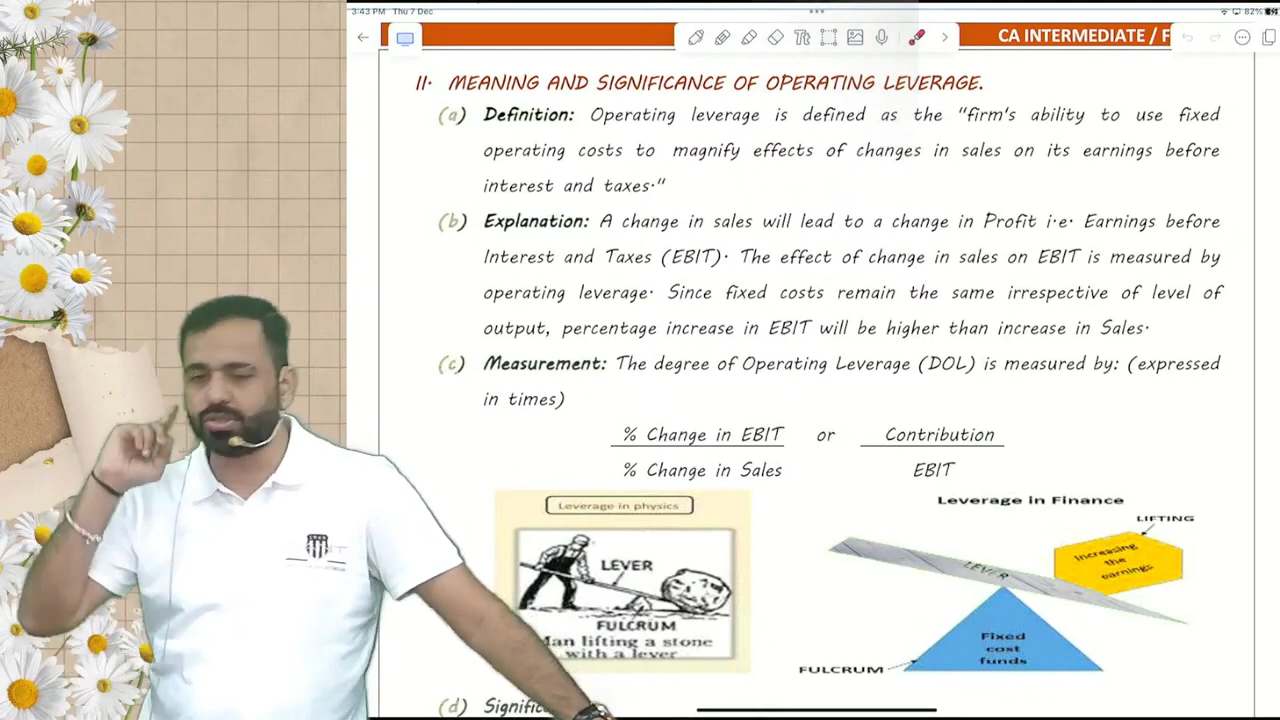 3:43 PM Thu 7 Dec
82%
CA INTERMEDIATE / F
II. MEANING AND SIGNIFICANCE OF OPERATING LEVERAGE.
(a) Definition: Operating leverage is defined as the "firm's ability to use fixed
operating costs to magnify effects of changes in sales on its earnings before
interest and taxes."
(b) Explanation: A change in sales will lead to a change in Profit i.e. Earnings before
Interest and Taxes (EBIT). The effect of change in sales on EBIT is measured by
operating leverage. Since fixed costs remain the same irrespective of level of
output, percentage increase in EBIT will be higher than increase in Sales.
(c) Measurement: The degree of Operating Leverage (DOL) is measured by: (expressed
in times)
% Change in EBIT or Contribution
% Change in Sales EBIT
Leverage in physics
LEVER
FULCRUM
Man lifting a stone
with a lever
Leverage in Finance
LIFTING
Increasing
the
earnings
LEVER
Fixed
cost
funds
FULCRUM
(d)